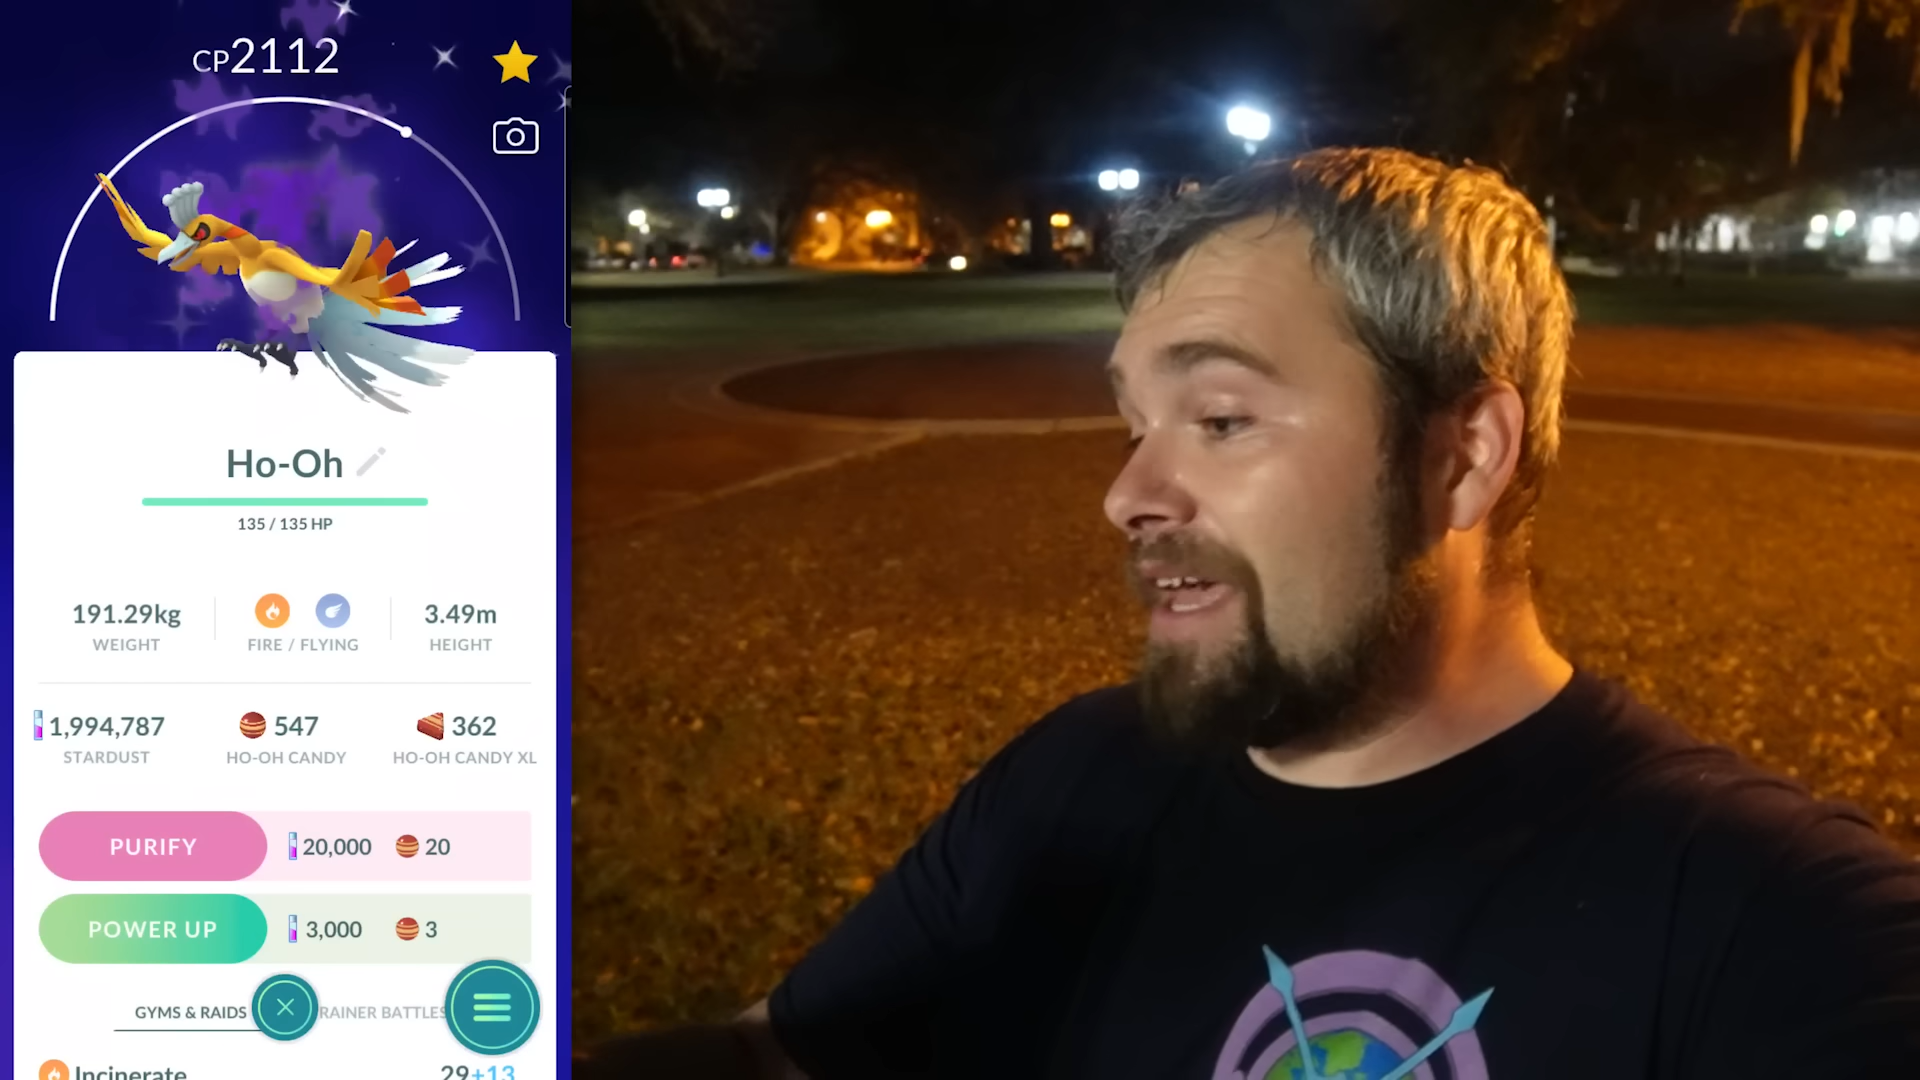 CP2112
Ho-Oh
135 / 135 HP
191.29kg
WEIGHT
FIRE / FLYING
3.49m
HEIGHT
1,994,787
STARDUST
547
HO-OH CANDY
362
HO-OH CANDY XL
PURIFY
20,000
20
POWER UP
3,000
3
GYMS & RAIDS
RAINER BATTLES
Incinerate
29+13